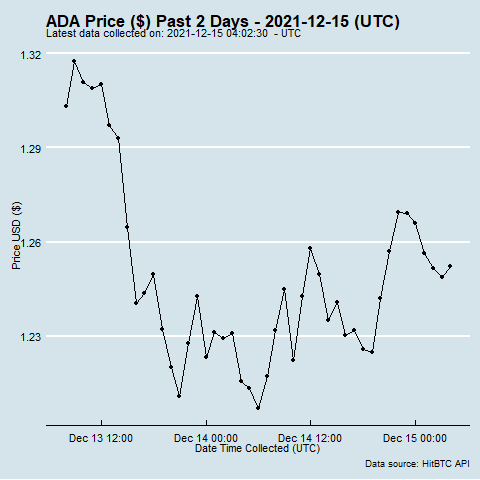 ADA Price ($) Past 2 Days - 2021-12-15 (UTC)
Latest data collected on: 2021-12-15 04:02:30 - UTC
1.32
1.29
1.26
1.23
Price USD ($)
Dec 13 12:00
Dec 14 00:00
Dec 14 12:00
Dec 15 00:00
Date Time Collected (UTC)
Data source: HitBTC API